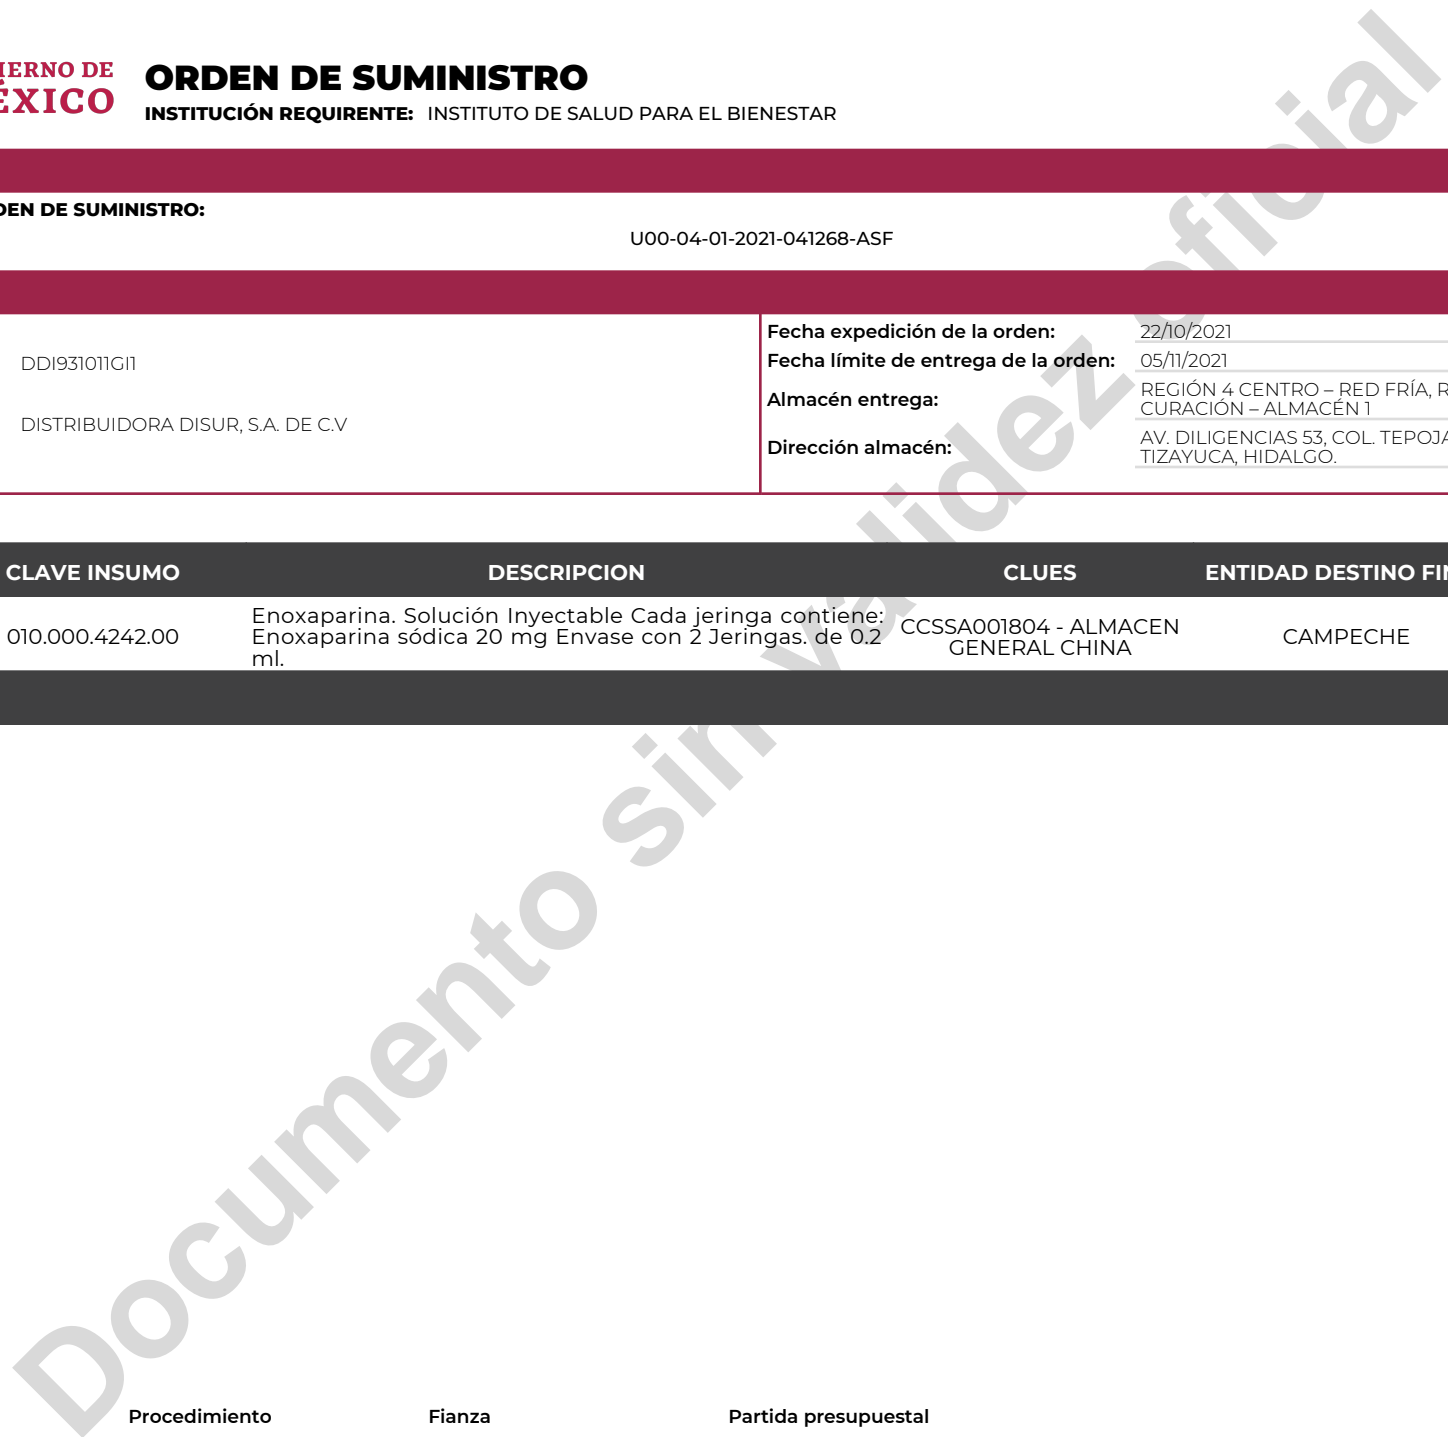 IERNO DE
ÉXICO
ORDEN DE SUMINISTRO
INSTITUCIÓN REQUIRENTE: INSTITUTO DE SALUD PARA EL BIENESTAR
DEN DE SUMINISTRO:
U00-04-01-2021-041268-ASF
DDI931011GI1
DISTRIBUIDORA DISUR, S.A. DE C.V
Fecha expedición de la orden: 22/10/2021
Fecha límite de entrega de la orden: 05/11/2021
Almacén entrega: REGIÓN 4 CENTRO – RED FRÍA, R
CURACIÓN – ALMACÉN 1
Dirección almacén: AV. DILIGENCIAS 53, COL. TEPOJA
TIZAYUCA, HIDALGO.
CLAVE INSUMO DESCRIPCION CLUES ENTIDAD DESTINO FIN
010.000.4242.00
Enoxaparina. Solución Inyectable Cada jeringa contiene:
Enoxaparina sódica 20 mg Envase con 2 Jeringas. de 0.2
ml.
CCSSA001804 - ALMACEN
GENERAL CHINA
CAMPECHE
Documento sin validez oficial
Procedimiento Fianza Partida presupuestal